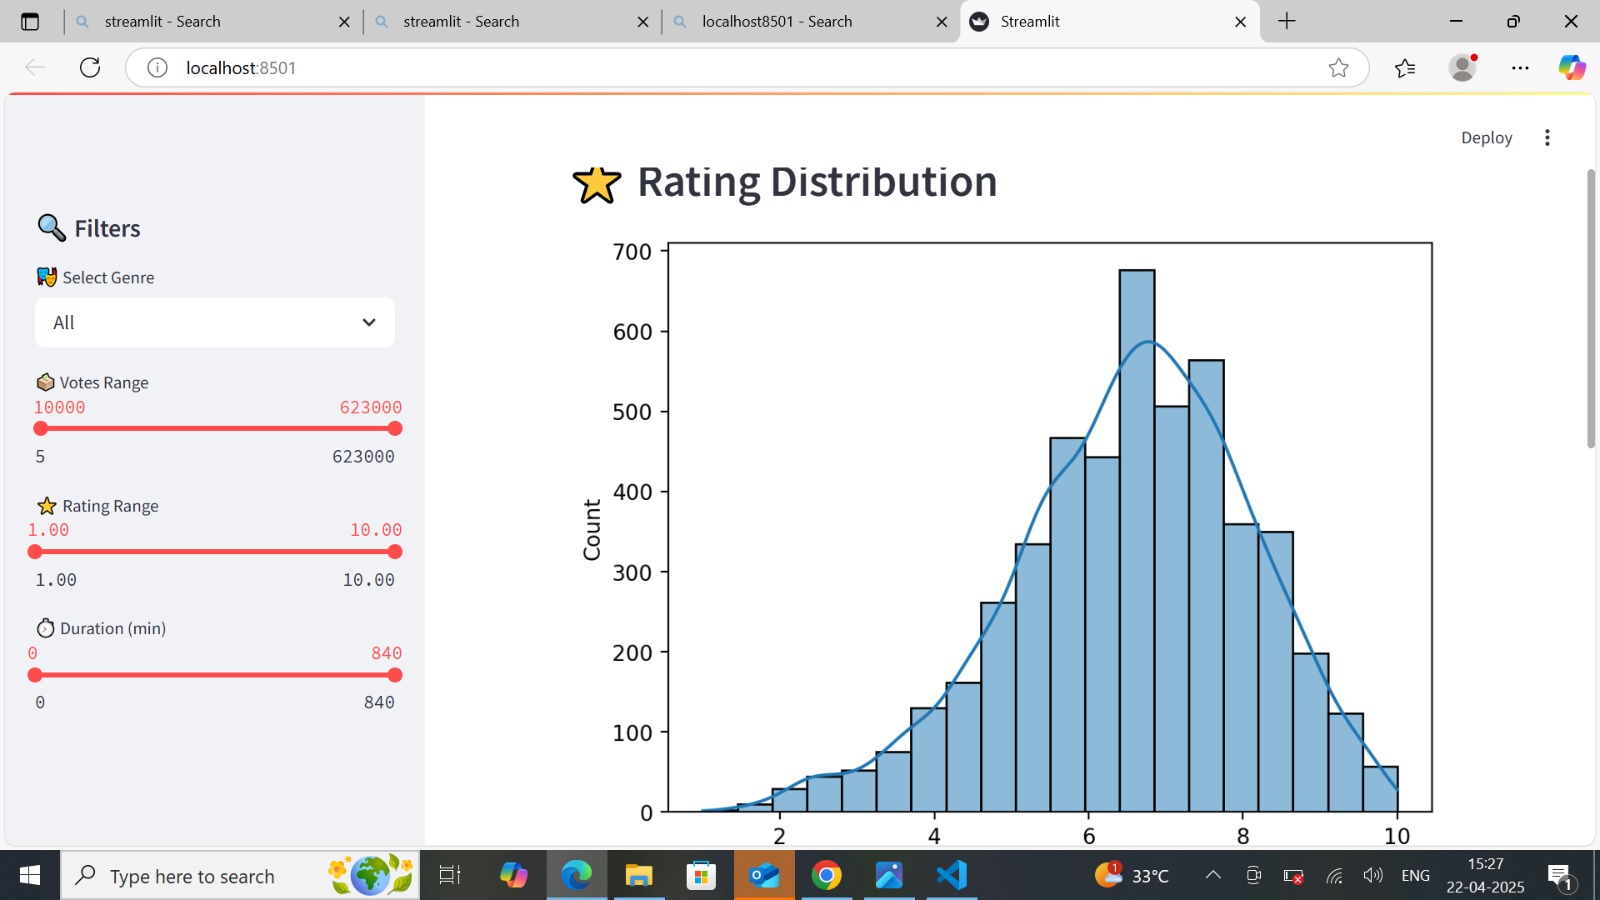 streamlit - Search
streamlit - Search
localhost8501 - Search
Streamlit
localhost:8501
Deploy
Filters
Select Genre
All
Votes Range
10000 623000
5 623000
Rating Range
1.00 10.00
1.00 10.00
Duration (min)
0 840
0 840
Rating Distribution
700
600
500
400
300
200
100
0
Count
2 4 6 8 10
Type here to search
1
33°C
ENG
15:27
22-04-2025
1